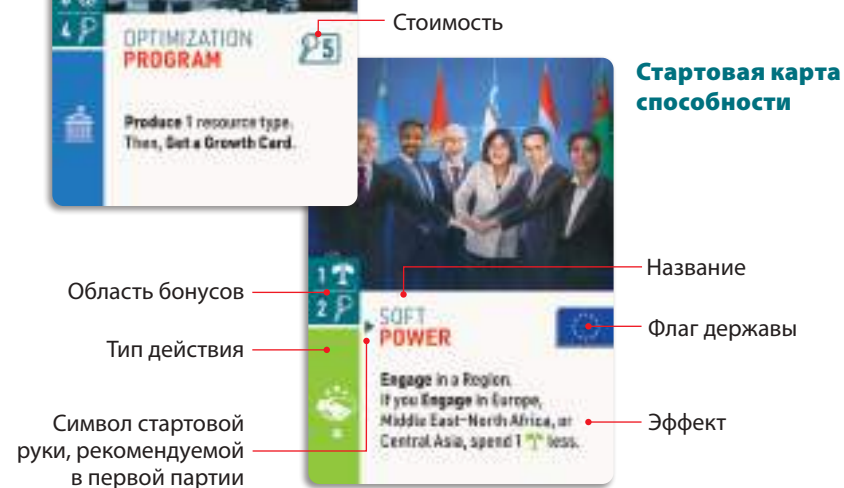 4
Стоимость
OPTIMIZATION
PROGRAM
5
Produce 1 resource type.
Then, Get a Growth Card.
Стартовая карта
способности
1
2
Область бонусов
Тип действия
Символ стартовой
руки, рекомендуемой
в первой партии
SOFT
POWER
Engage in a Region.
If you Engage in Europe,
Middle East-North Africa, or
Central Asia, spend 1 less.
Название
Флаг державы
Эффект